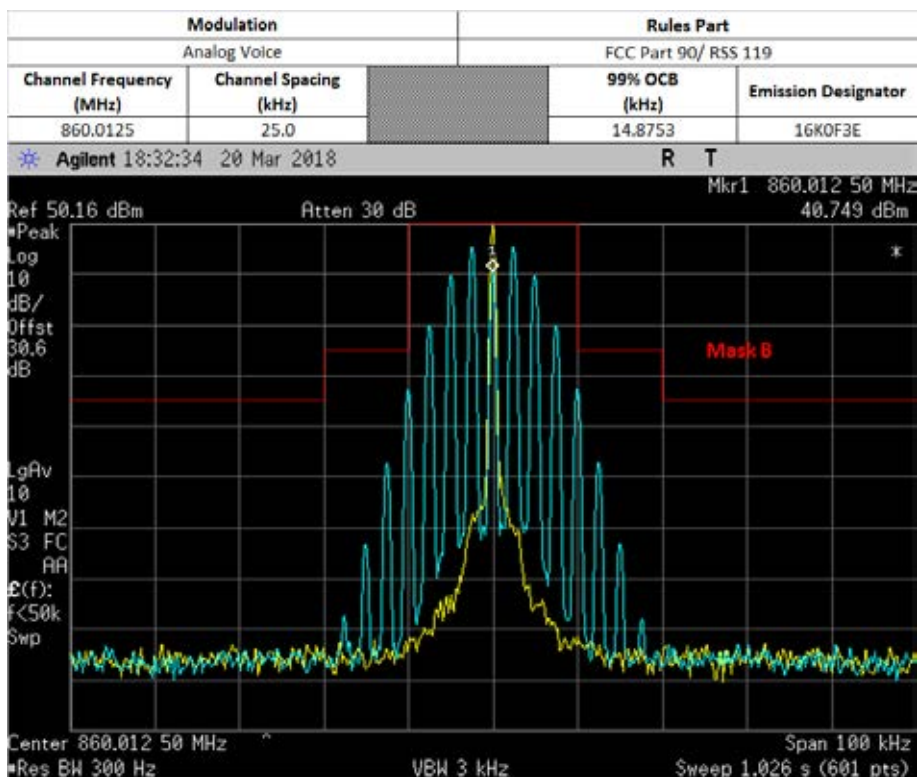 Modulation Rules Part
Analog Voice FCC Part 90/ RSS 119
Channel Frequency (MHz) Channel Spacing (kHz) 99% OCB (kHz) Emission Designator
860.0125 25.0 14.8753 16K0F3E
Agilent 18:32:34 20 Mar 2018 R T
Mkr1 860.012 50 MHz
Ref 50.16 dBm Atten 30 dB 40.749 dBm
#Peak
Log
10
dB/
Offst
30.6
dB
1
*
Mask B
LgAv
10
V1 M2
S3 FC
AA
£(f):
f<50k
Swp
Center 860.012 50 MHz ^ Span 100 kHz
#Res BW 300 Hz VBW 3 kHz Sweep 1.026 s (601 pts)